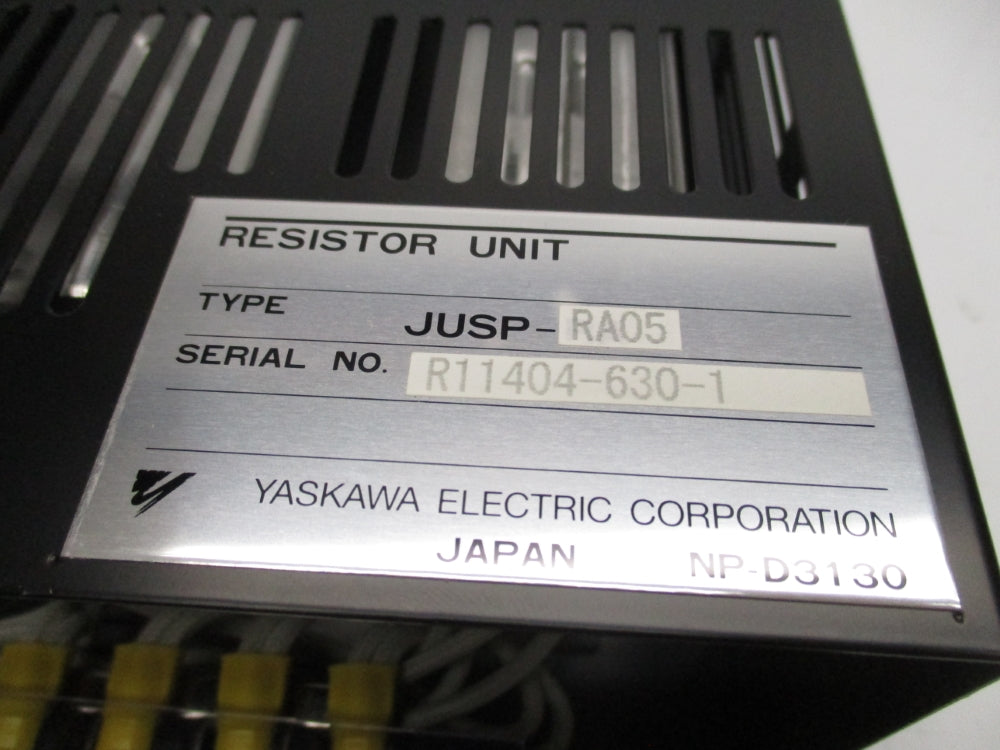 RESISTOR UNIT
TYPE JUSP-RA05
SERIAL NO. R11404-630-1
YASKAWA ELECTRIC CORPORATION
JAPAN NP-D3130